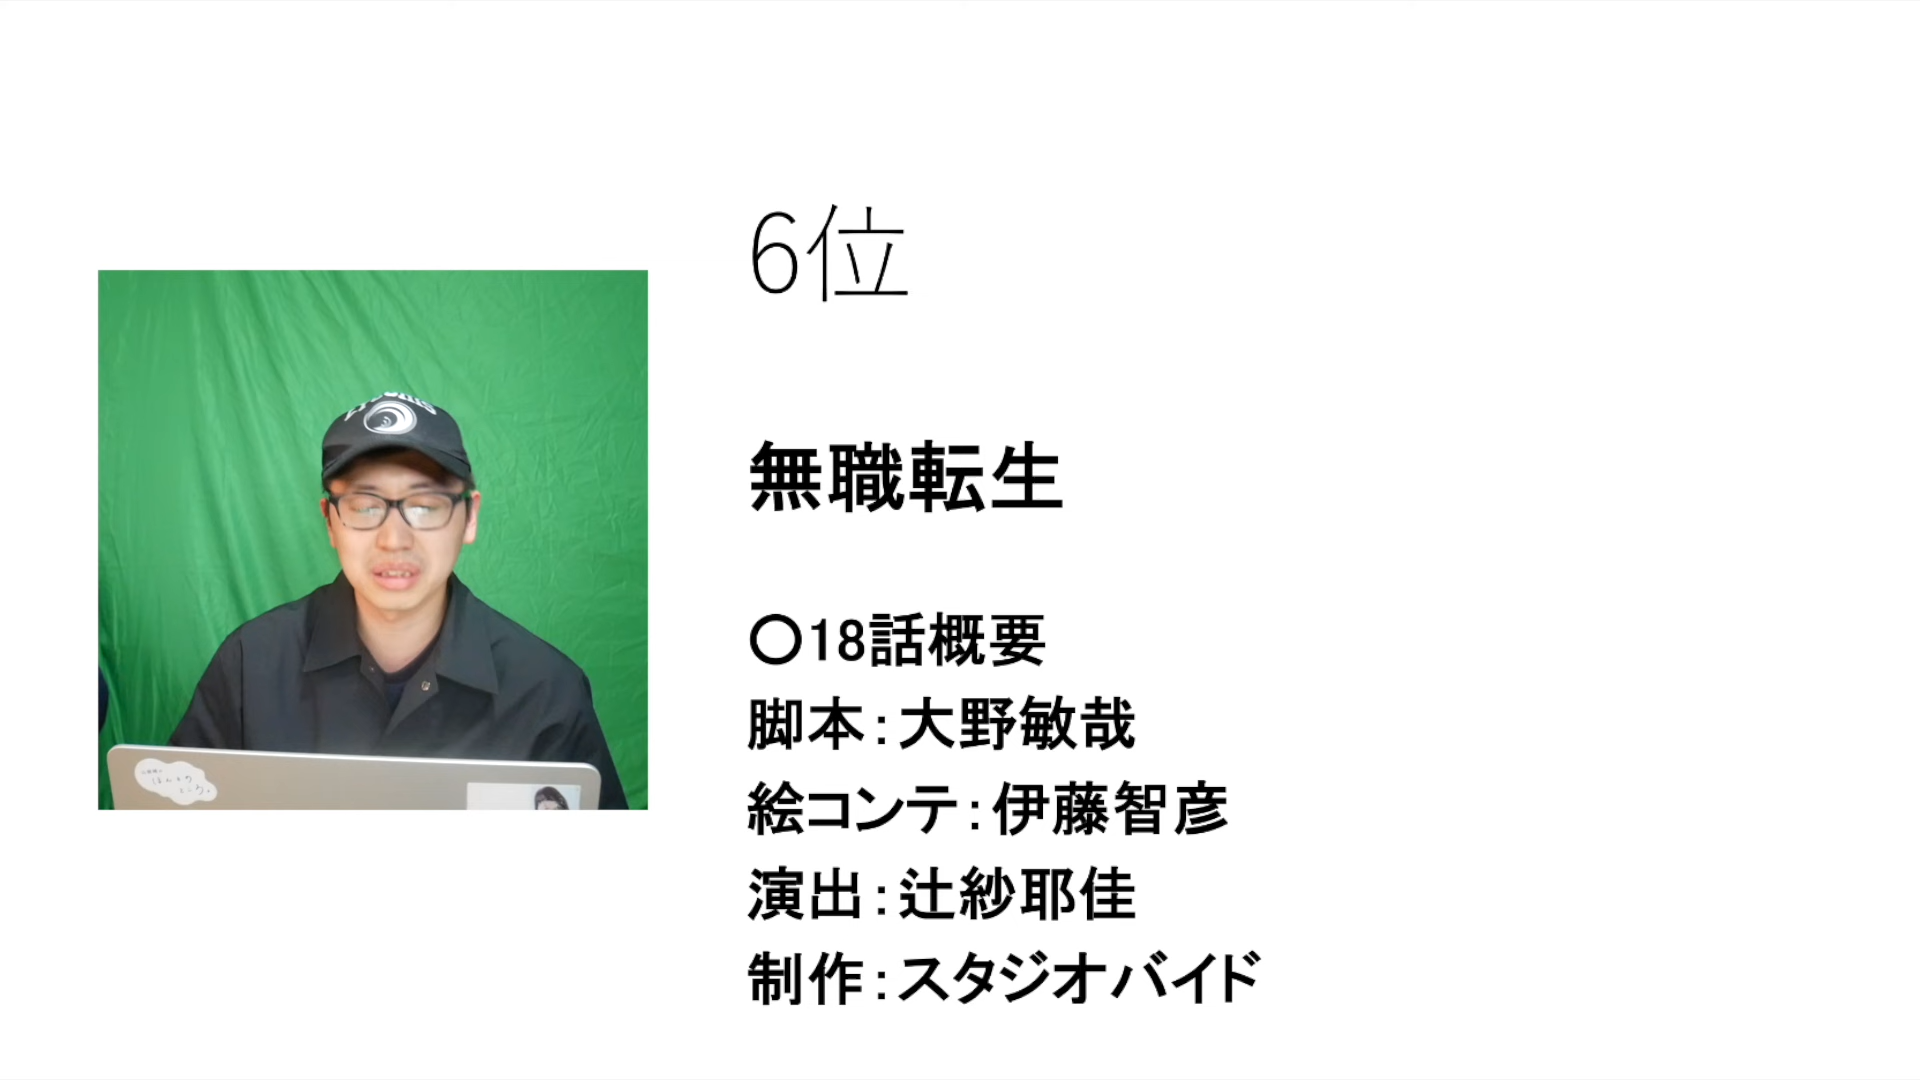 6位
無職転生
〇18話概要
脚本：大野敏哉
絵コンテ：伊藤智彦
演出：辻紗耶佳
制作：スタジオバイド